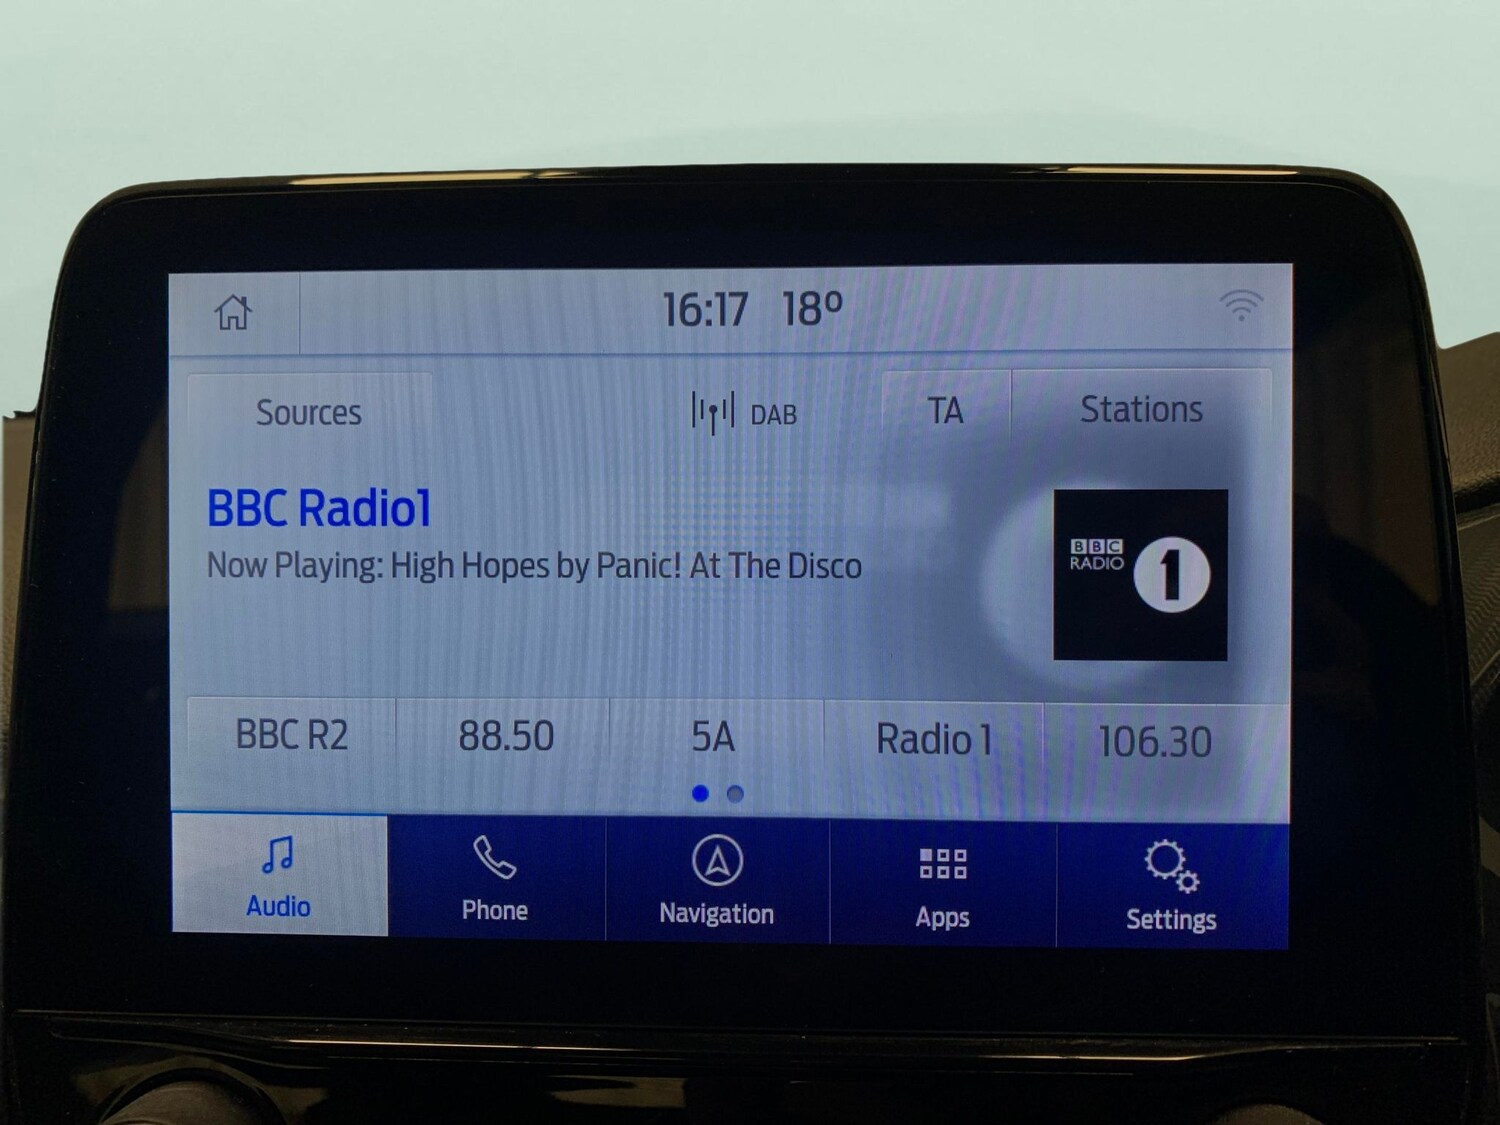 16:17 18º
Sources
DAB
TA
Stations
BBC Radio1
Now Playing: High Hopes by Panic! At The Disco
BBC
RADIO
1
BBC R2
88.50
5A
Radio 1
106.30
Audio
Phone
Navigation
Apps
Settings